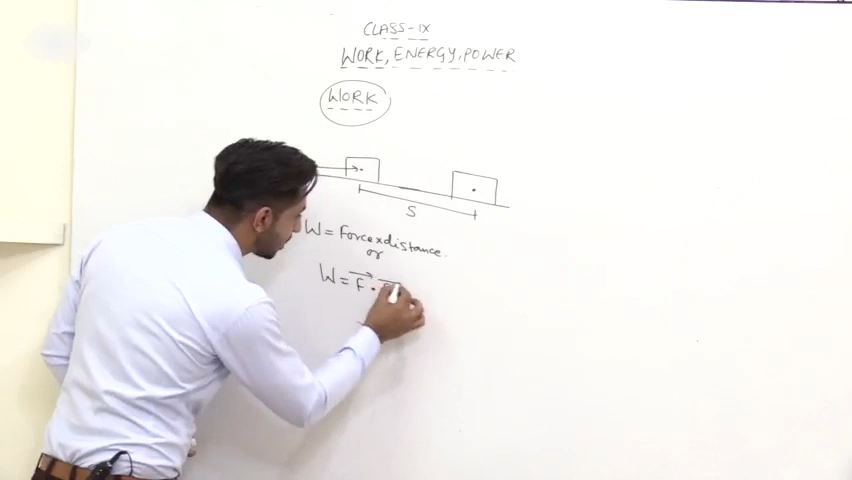 CLASS-IX
WORK, ENERGY, POWER
WORK
S
W = Force x distance.
or
W = F .